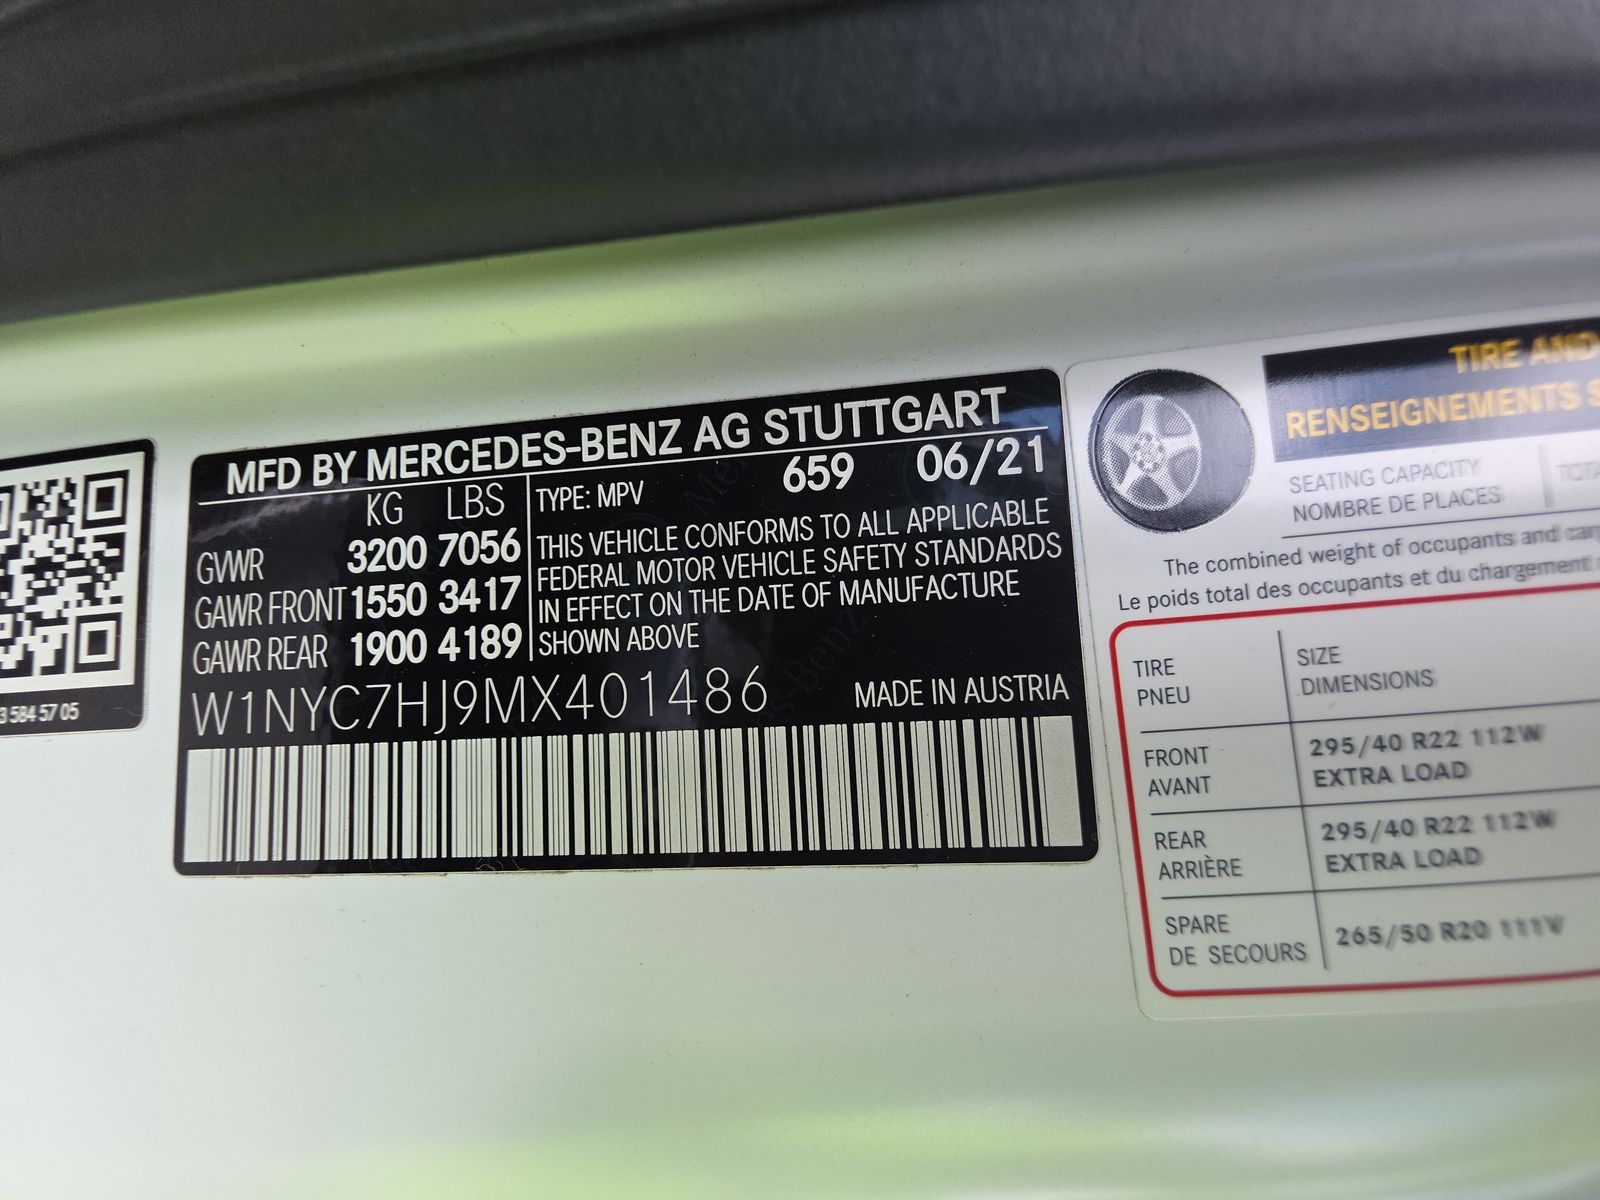 3 584 57 05
MFD BY MERCEDES-BENZ AG STUTTGART
KG LBS
GVWR 3200 7056
GAWR FRONT 1550 3417
GAWR REAR 1900 4189
TYPE: MPV 659 06/21
THIS VEHICLE CONFORMS TO ALL APPLICABLE
FEDERAL MOTOR VEHICLE SAFETY STANDARDS
IN EFFECT ON THE DATE OF MANUFACTURE
SHOWN ABOVE
W1NYC7HJ9MX401486 MADE IN AUSTRIA
TIRE AND
RENSEIGNEMENTS S
SEATING CAPACITY
NOMBRE DE PLACES
The combined weight of occupants and
Le poids total des occupants et du chargement
TIRE
PNEU
SIZE
DIMENSIONS
FRONT
AVANT
295/40 R22 112W
EXTRA LOAD
REAR
ARRIÈRE
295/40 R22 112W
EXTRA LOAD
SPARE
DE SECOURS
265/50 R20 111V